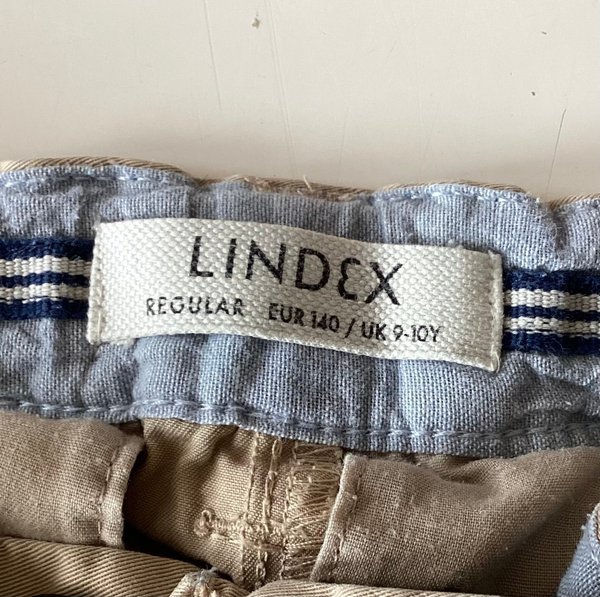 LINDEX
REGULAR EUR 140 / UK 9-10Y